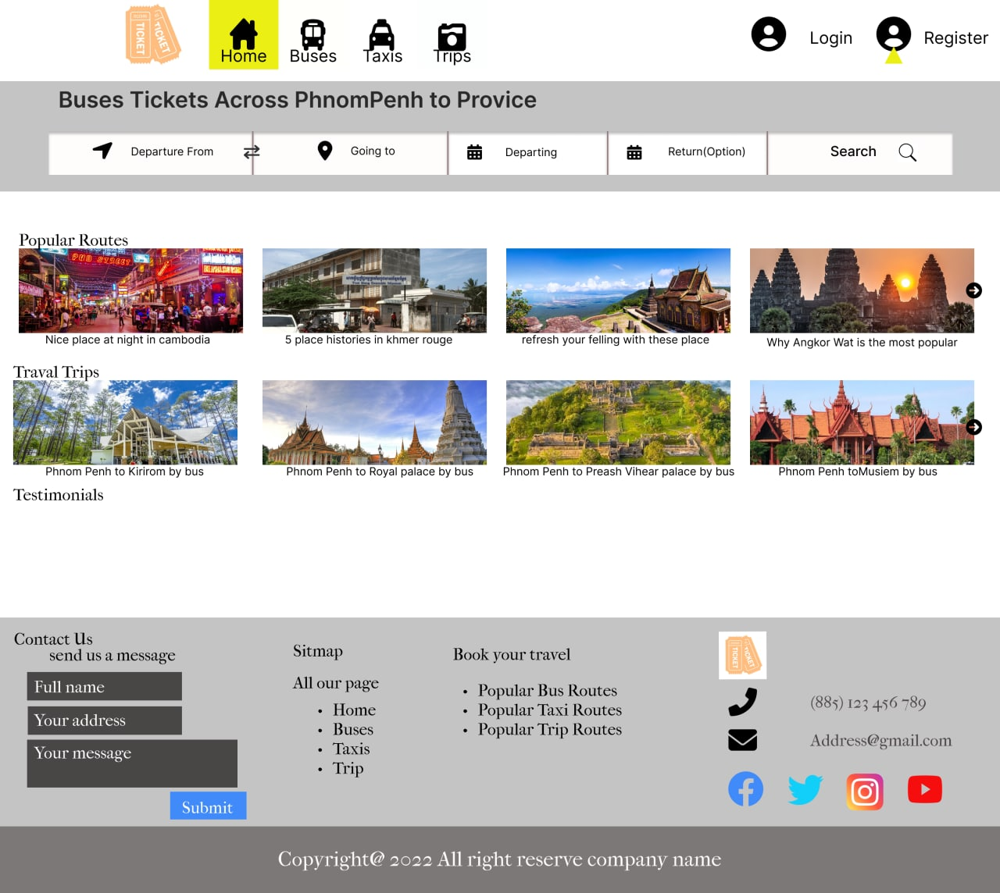 TICKET
TICKET
Home
Buses
Taxis
Trips
Login
Register
Buses Tickets Across PhnomPenh to Provice
Departure From
Going to
Departing
Return(Option)
Search
Popular Routes
PUB STREET
Nice place at night in cambodia
5 place histories in khmer rouge
refresh your felling with these place
Why Angkor Wat is the most popular
Traval Trips
Phnom Penh to Kirirom by bus
Phnom Penh to Royal palace by bus
Phnom Penh to Preash Vihear palace by bus
Phnom Penh toMusiem by bus
Testimonials
Contact Us
send us a message
Full name
Your address
Your message
Submit
Sitmap
All our page
• Home
• Buses
• Taxis
• Trip
Book your travel
• Popular Bus Routes
• Popular Taxi Routes
• Popular Trip Routes
TICKET
TICKET
(885) 123 456 789
Address@gmail.com
Copyright@ 2022 All right reserve company name